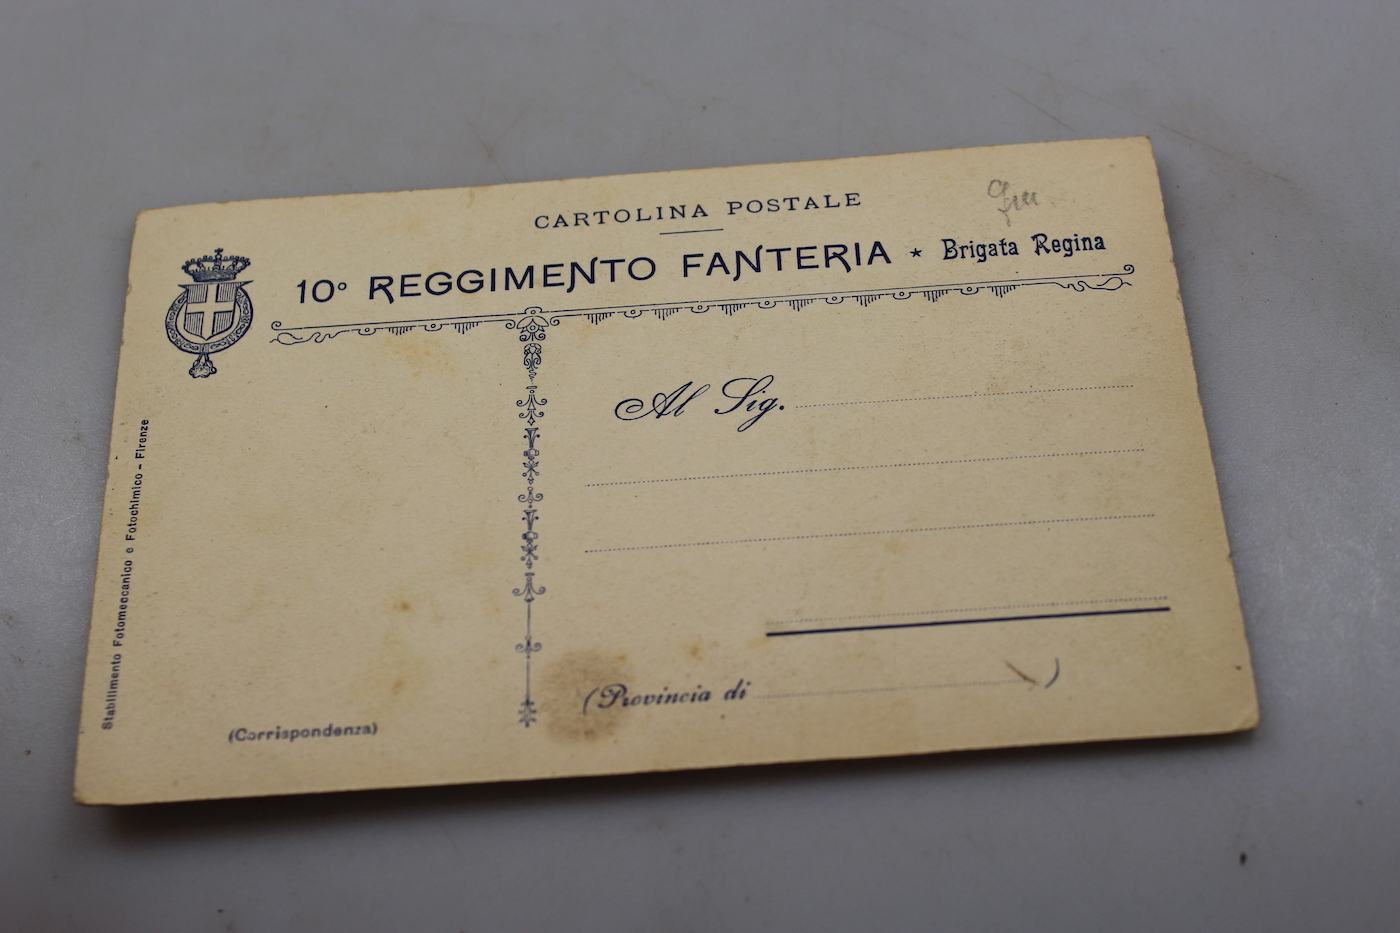 CARTOLINA POSTALE
10° REGGIMENTO FANTERIA ★ Brigata Regina
Al Sig.
(Provincia di )
(Corrispondenza)
Stabilimento Fotomeccanico e Fotochimico - Firenze